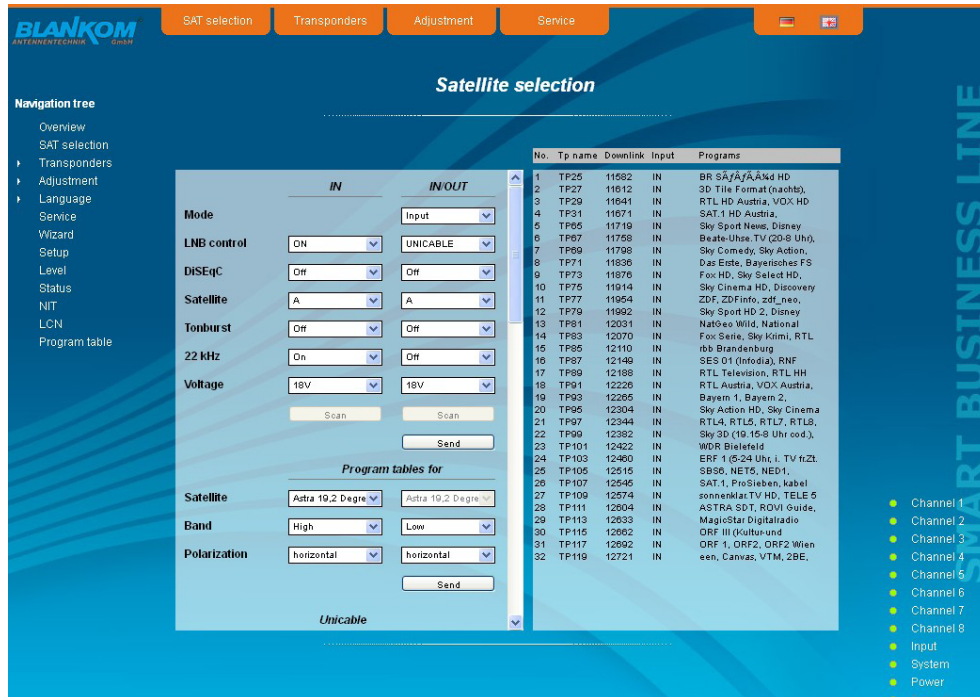 BLANKOM
ANTENNENTECHNIK GmbH
SAT selection Transponders Adjustment Service
Satellite selection
Navigation tree
Overview
SAT selection
Transponders
Adjustment
Language
Service
Wizard
Setup
Level
Status
NIT
LCN
Program table
IN IN/OUT
Mode Input
LNB control ON UNICABLE
DiSEqC Off Off
Satellite A A
Tonburst Off Off
22 kHz On Off
Voltage 18V 18V
Scan Scan
Send
Program tables for
Satellite Astra 19,2 Degre Astra 19,2 Degre
Band High Low
Polarization horizontal horizontal
Send
Unicable
No. Tp name Downlink Input Programs
1 TP25 11582 IN BR SÃƒÆ’Ã‚Â¼d HD
2 TP27 11612 IN 3D Tile Format (nachts),
3 TP29 11641 IN RTL HD Austria, VOX HD
4 TP31 11671 IN SAT.1 HD Austria,
5 TP65 11719 IN Sky Sport News, Disney
6 TP67 11758 IN Beate-Uhse.TV (20-8 Uhr),
7 TP69 11798 IN Sky Comedy, Sky Action,
8 TP71 11836 IN Das Erste, Bayerisches FS
9 TP73 11876 IN Fox HD, Sky Select HD,
10 TP75 11914 IN Sky Cinema HD, Discovery
11 TP77 11954 IN ZDF, ZDFinfo, zdf_neo,
12 TP79 11992 IN Sky Sport HD 2, Disney
13 TP81 12031 IN NatGeo Wild, National
14 TP83 12070 IN Fox Serie, Sky Krimi, RTL
15 TP85 12110 IN rbb Brandenburg
16 TP87 12149 IN SES 01 (Infodia), RNF
17 TP89 12188 IN RTL Television, RTL HH
18 TP91 12226 IN RTL Austria, VOX Austria,
19 TP93 12265 IN Bayern 1, Bayern 2,
20 TP95 12304 IN Sky Action HD, Sky Cinema
21 TP97 12344 IN RTL4, RTL5, RTL7, RTL8,
22 TP99 12382 IN Sky 3D (19.15-8 Uhr cod.),
23 TP101 12422 IN WDR Bielefeld
24 TP103 12460 IN ERF 1 (5-24 Uhr, i. TV fr.Zt.
25 TP105 12515 IN SBS6, NET5, NED1,
26 TP107 12545 IN SAT.1, ProSieben, kabel
27 TP109 12574 IN sonnenklar.TV HD, TELE 5
28 TP111 12604 IN ASTRA SDT, ROVI Guide,
29 TP113 12633 IN MagicStar Digitalradio
30 TP115 12662 IN ORF III (Kultur-und
31 TP117 12692 IN ORF 1, ORF2, ORF2 Wien
32 TP119 12721 IN een, Canvas, VTM, 2BE,
SMART BUSINESS LINE
Channel 1
Channel 2
Channel 3
Channel 4
Channel 5
Channel 6
Channel 7
Channel 8
Input
System
Power